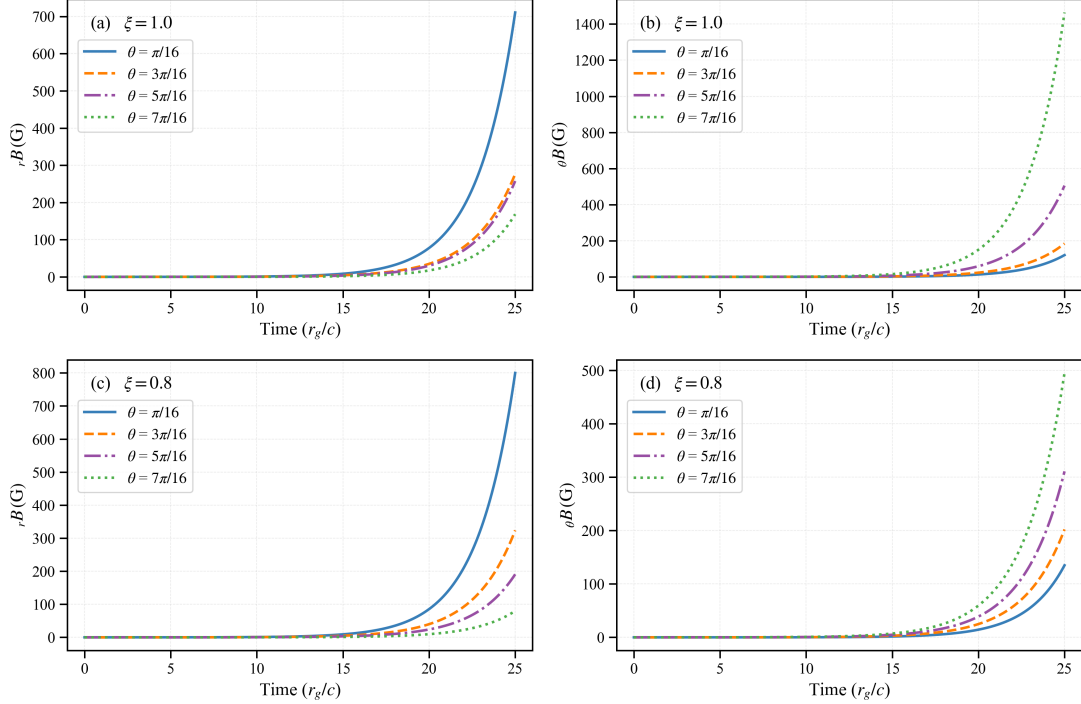 (a) ξ=1.0
θ = π/16
θ = 3π/16
θ = 5π/16
θ = 7π/16
700
600
500
400
300
200
100
0
ᵣB(G)
0 5 10 15 20 25
Time (r_g/c)
(b) ξ=1.0
θ = π/16
θ = 3π/16
θ = 5π/16
θ = 7π/16
1400
1200
1000
800
600
400
200
0
θB(G)
0 5 10 15 20 25
Time (r_g/c)
(c) ξ=0.8
θ = π/16
θ = 3π/16
θ = 5π/16
θ = 7π/16
800
700
600
500
400
300
200
100
0
ᵣB(G)
0 5 10 15 20 25
Time (r_g/c)
(d) ξ=0.8
θ = π/16
θ = 3π/16
θ = 5π/16
θ = 7π/16
500
400
300
200
100
0
θB(G)
0 5 10 15 20 25
Time (r_g/c)